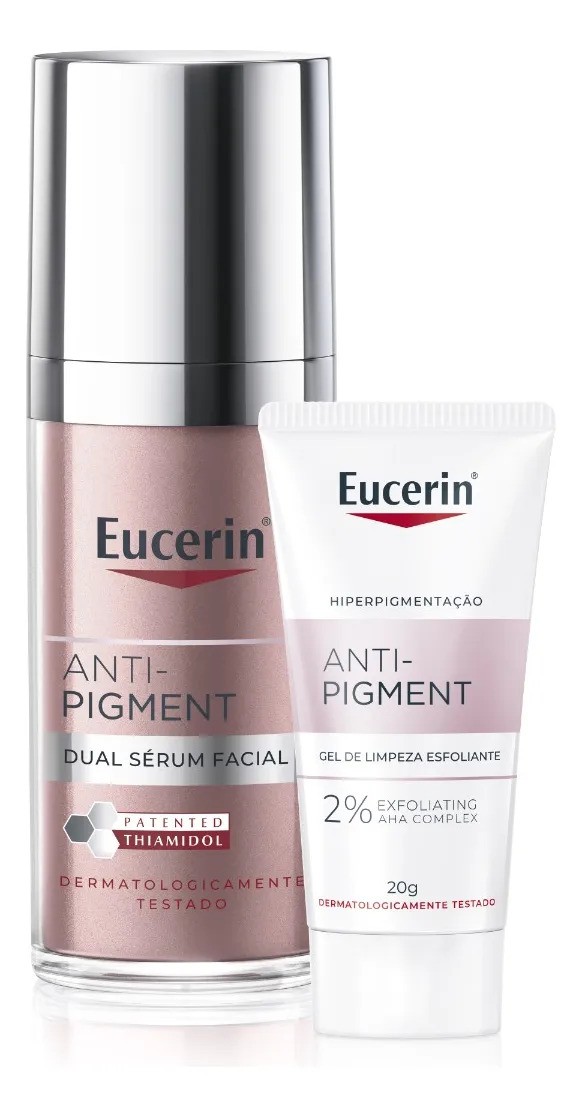 Eucerin®
ANTI-
PIGMENT
DUAL SÉRUM FACIAL
PATENTED
THIAMIDOL
DERMATOLOGICAMENTE
TESTADO
Eucerin®
HIPERPIGMENTAÇÃO
ANTI-
PIGMENT
GEL DE LIMPEZA ESFOLIANTE
2% EXFOLIATING
AHA COMPLEX
20g
DERMATOLOGICAMENTE TESTADO